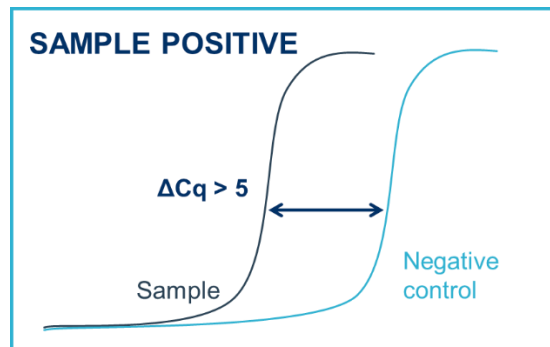 SAMPLE POSITIVE
ΔCq > 5
Sample
Negative
control